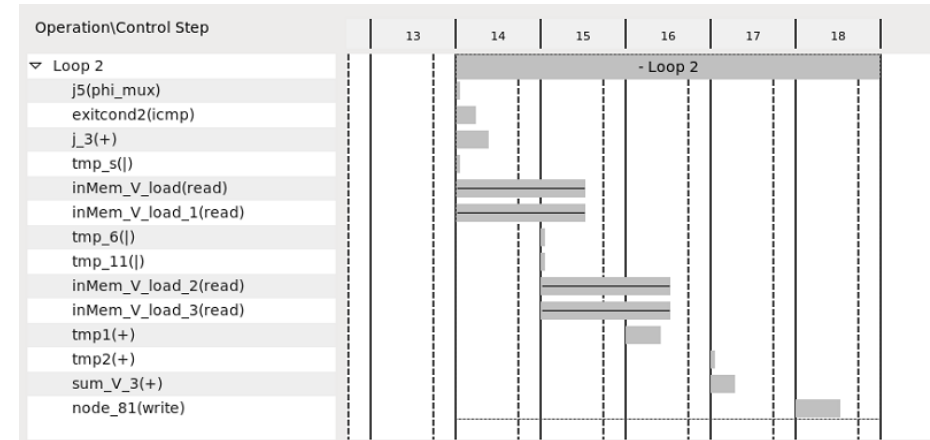 Operation\Control Step 13 14 15 16 17 18
Loop 2 - Loop 2
j5(phi_mux)
exitcond2(icmp)
j_3(+)
tmp_s(|)
inMem_V_load(read)
inMem_V_load_1(read)
tmp_6(|)
tmp_11(|)
inMem_V_load_2(read)
inMem_V_load_3(read)
tmp1(+)
tmp2(+)
sum_V_3(+)
node_81(write)